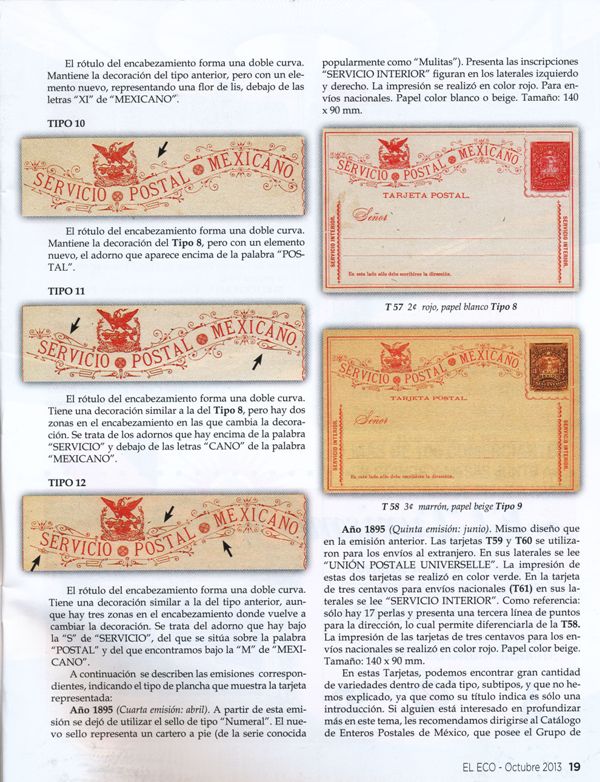 El rótulo del encabezamiento forma una doble curva.
Mantiene la decoración del tipo anterior, pero con un ele-
mento nuevo, representando una flor de lis, debajo de las
letras “XI” de “MEXICANO”.
TIPO 10
SERVICIO POSTAL MEXICANO
El rótulo del encabezamiento forma una doble curva.
Mantiene la decoración del Tipo 8, pero con un elemento
nuevo, el adorno que aparece encima de la palabra “POS-
TAL”.
TIPO 11
SERVICIO POSTAL MEXICANO
El rótulo del encabezamiento forma una doble curva.
Tiene una decoración similar a la del Tipo 8, pero hay dos
zonas en el encabezamiento en las que cambia la decora-
ción. Se trata de los adornos que hay encima de la palabra
“SERVICIO” y debajo de las letras “CANO” de la palabra
“MEXICANO”.
TIPO 12
SERVICIO POSTAL MEXICANO
El rótulo del encabezamiento forma una doble curva.
Tiene una decoración similar a la del tipo anterior, aun-
que hay tres zonas en el encabezamiento donde vuelve a
cambiar la decoración. Se trata del adorno que hay bajo
la “S” de “SERVICIO”, del que se sitúa sobre la palabra
“POSTAL” y del que encontramos bajo la “M” de “MEXI-
CANO”.
A continuación se describen las emisiones correspon-
dientes, indicando el tipo de plancha que muestra la tarjeta
representada:
Año 1895 (Cuarta emisión: abril). A partir de esta emi-
sión se dejó de utilizar el sello de tipo “Numeral”. El nue-
vo sello representa un cartero a pie (de la serie conocida
popularmente como “Mulitas”). Presenta las inscripciones
“SERVICIO INTERIOR” figuran en los laterales izquierdo
y derecho. La impresión se realizó en color rojo. Para en-
víos nacionales. Papel color blanco o beige. Tamaño: 140
x 90 mm.
SERVICIO POSTAL MEXICANO
TARJETA POSTAL.
Señor
SERVICIO INTERIOR.
SERVICIO INTERIOR.
En este lado sólo debe escribirse la dirección.
T 57 2¢ rojo, papel blanco Tipo 8
SERVICIO POSTAL MEXICANO
TARJETA POSTAL.
Señor
SERVICIO INTERIOR.
SERVICIO INTERIOR.
En este lado sólo debe escribirse la dirección.
T 58 3¢ marrón, papel beige Tipo 9
Año 1895 (Quinta emisión: junio). Mismo diseño que
en la emisión anterior. Las tarjetas T59 y T60 se utiliza-
ron para los envíos al extranjero. En sus laterales se lee
“UNIÓN POSTALE UNIVERSELLE”. La impresión de
estas dos tarjetas se realizó en color verde. En la tarjeta
de tres centavos para envíos nacionales (T61) en sus la-
terales se lee “SERVICIO INTERIOR”. Como referencia:
sólo hay 17 perlas y presenta una tercera línea de puntos
para la dirección, lo cual permite diferenciarla de la T58.
La impresión de las tarjetas de tres centavos para los en-
víos nacionales se realizó en color rojo. Papel color beige.
Tamaño: 140 x 90 mm.
En estas Tarjetas, podemos encontrar gran cantidad
de variedades dentro de cada tipo, subtipos, y que no he-
mos explicado, ya que como su título indica es sólo una
introducción. Si alguien está interesado en profundizar
más en este tema, les recomendamos dirigirse al Catálogo
de Enteros Postales de México, que posee el Grupo de
EL ECO - Octubre 2013 19